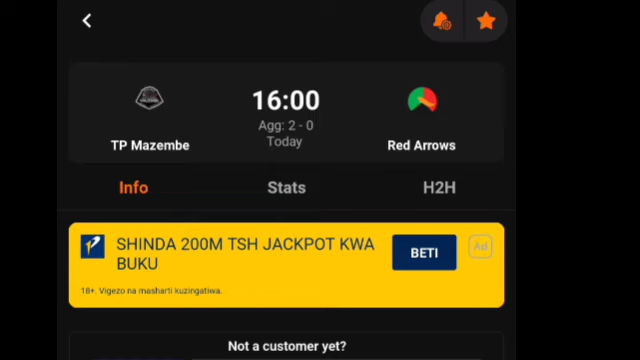 16:00
Agg: 2 - 0
Today
TP Mazembe
Red Arrows
Info
Stats
H2H
SHINDA 200M TSH JACKPOT KWA
BUKU
BETI
Ad
18+. Vigezo na masharti kuzingatiwa.
Not a customer yet?